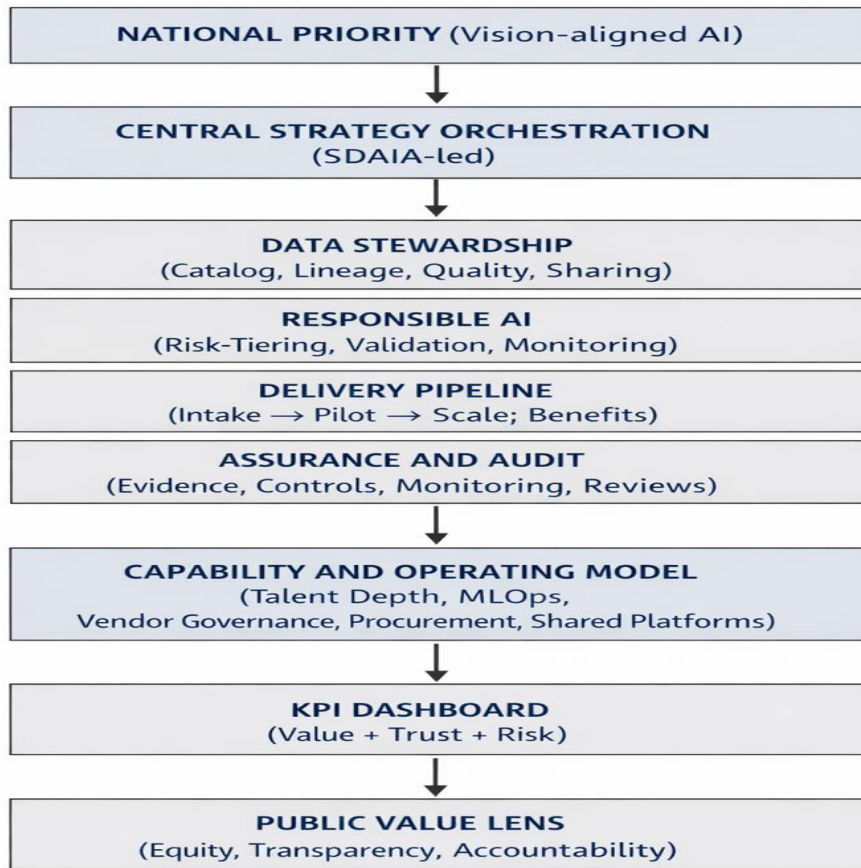 NATIONAL PRIORITY (Vision-aligned AI)
CENTRAL STRATEGY ORCHESTRATION
(SDAIA-led)
DATA STEWARDSHIP
(Catalog, Lineage, Quality, Sharing)
RESPONSIBLE AI
(Risk-Tiering, Validation, Monitoring)
DELIVERY PIPELINE
(Intake → Pilot → Scale; Benefits)
ASSURANCE AND AUDIT
(Evidence, Controls, Monitoring, Reviews)
CAPABILITY AND OPERATING MODEL
(Talent Depth, MLOps,
Vendor Governance, Procurement, Shared Platforms)
KPI DASHBOARD
(Value + Trust + Risk)
PUBLIC VALUE LENS
(Equity, Transparency, Accountability)